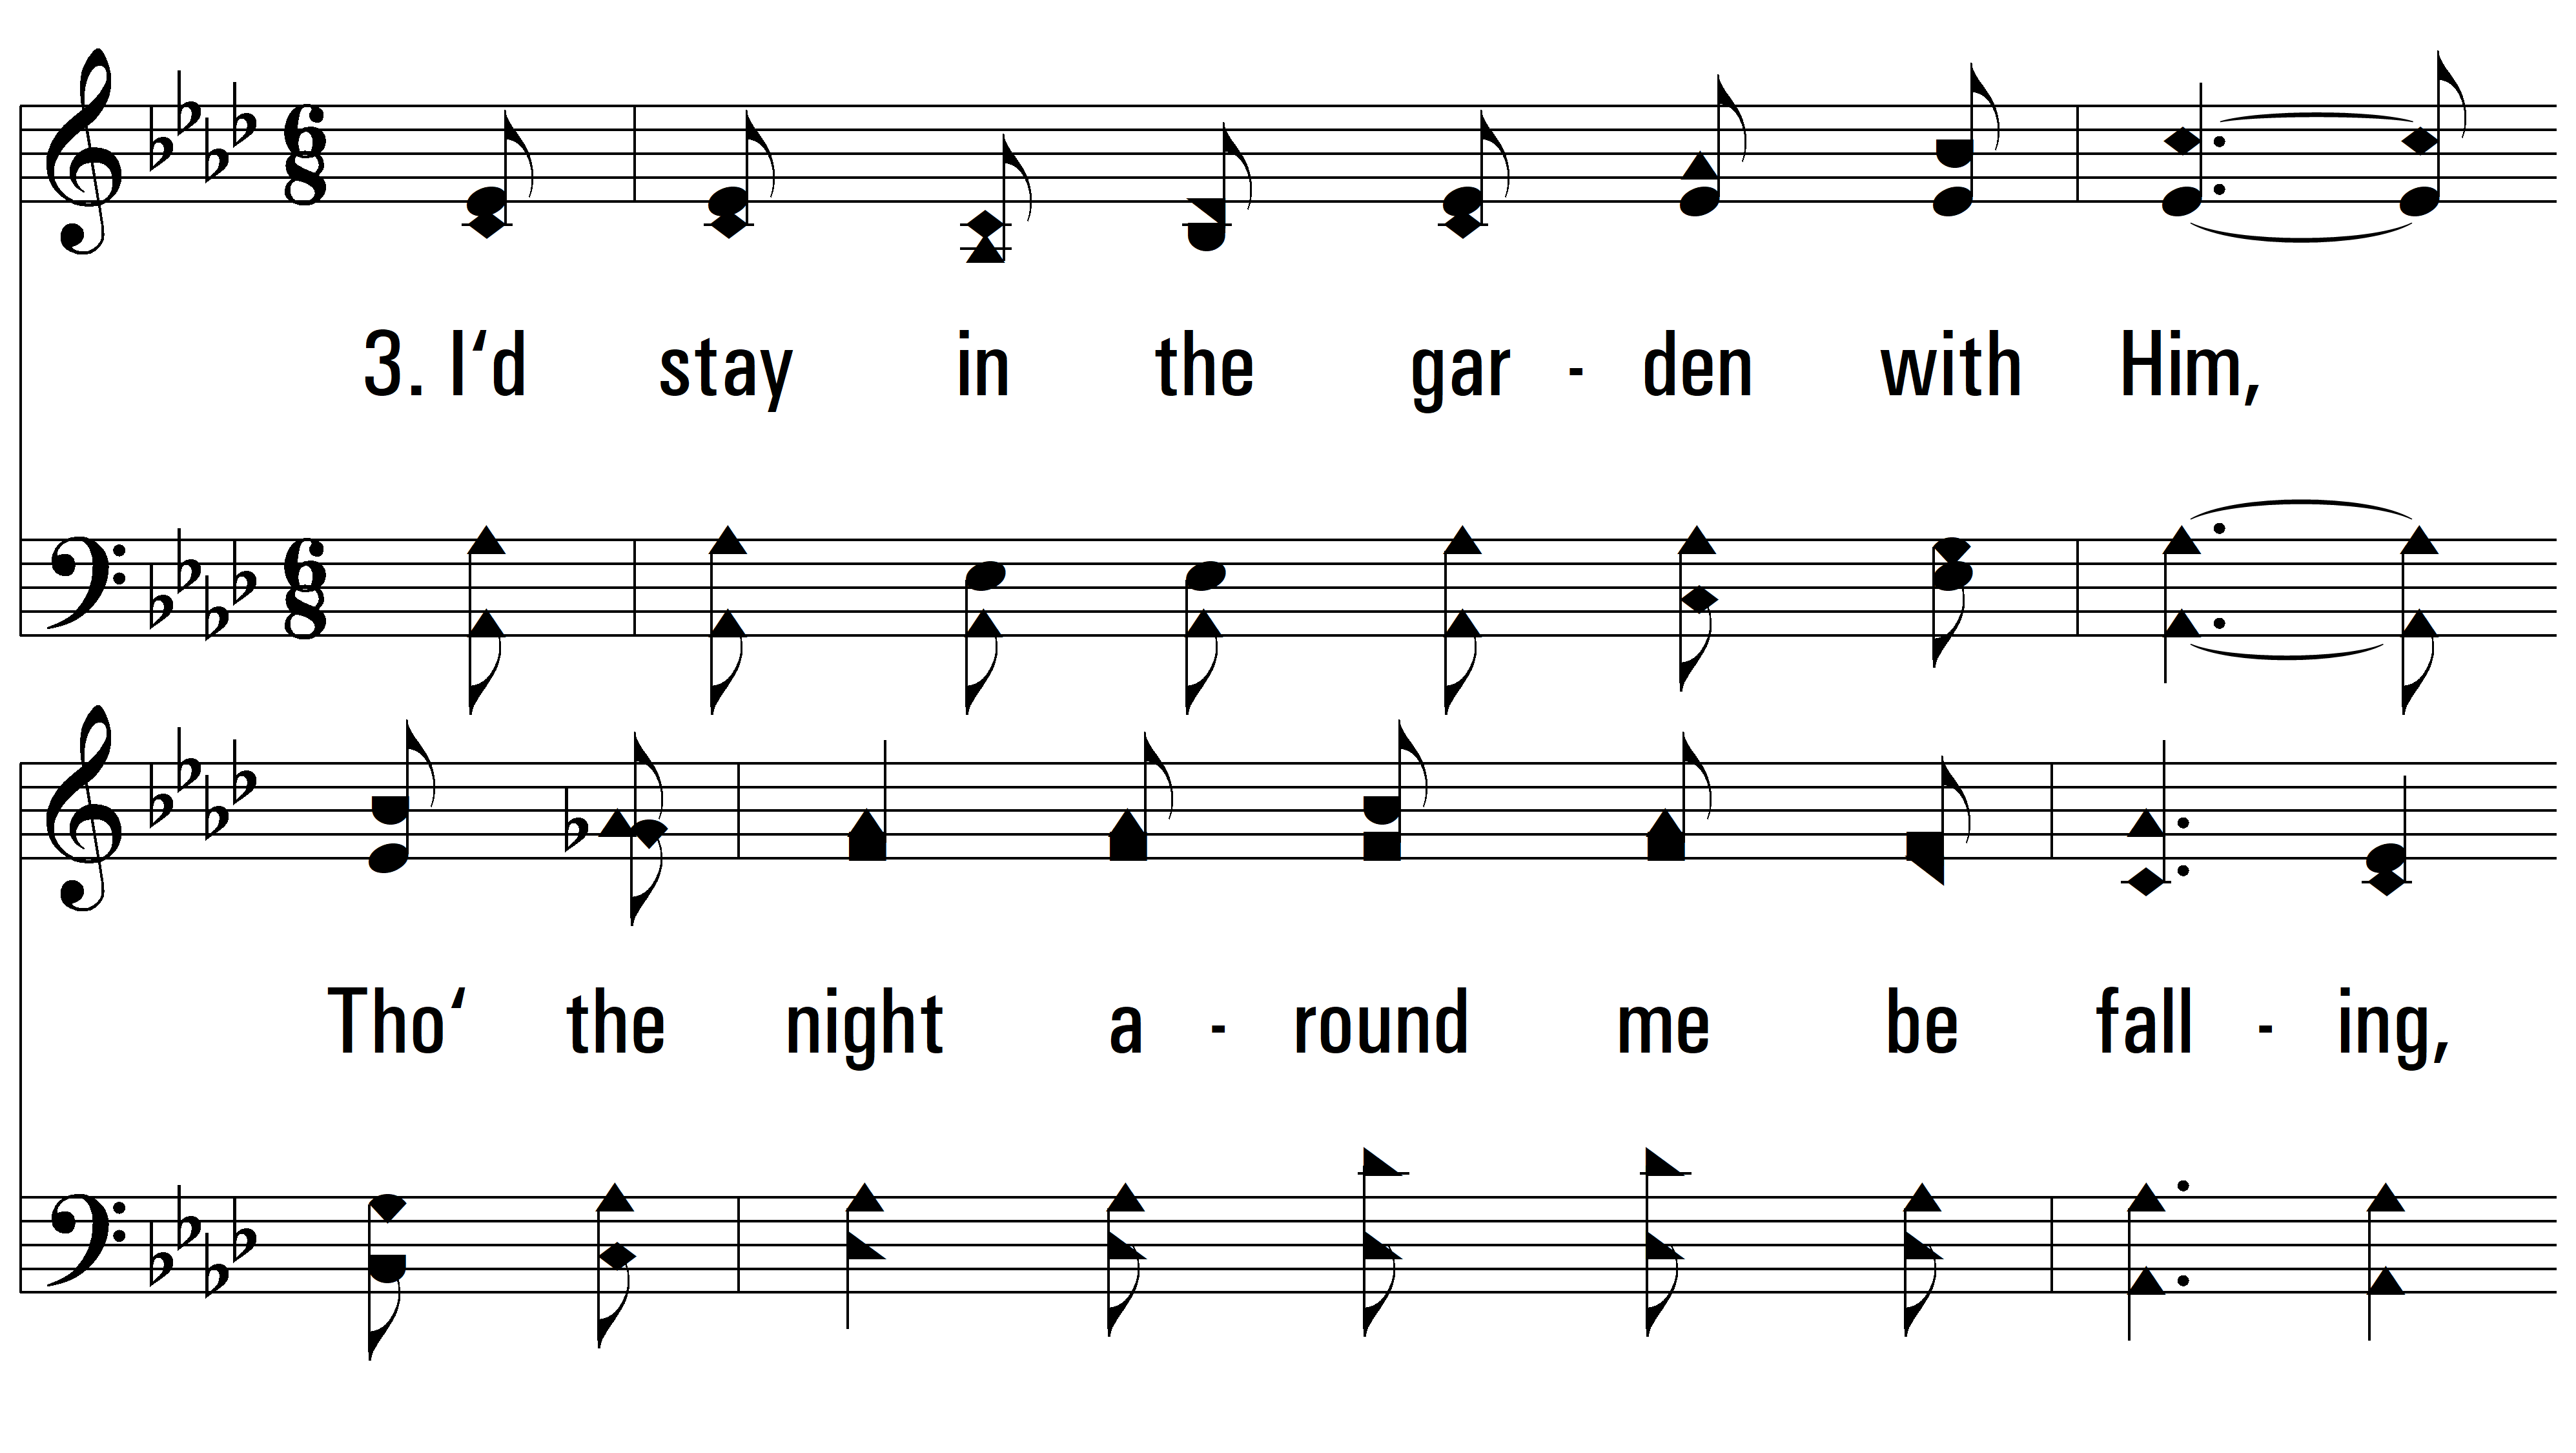 3. I‘d stay in the gar - den with Him,
Tho‘ the night a - round me be fall - ing,